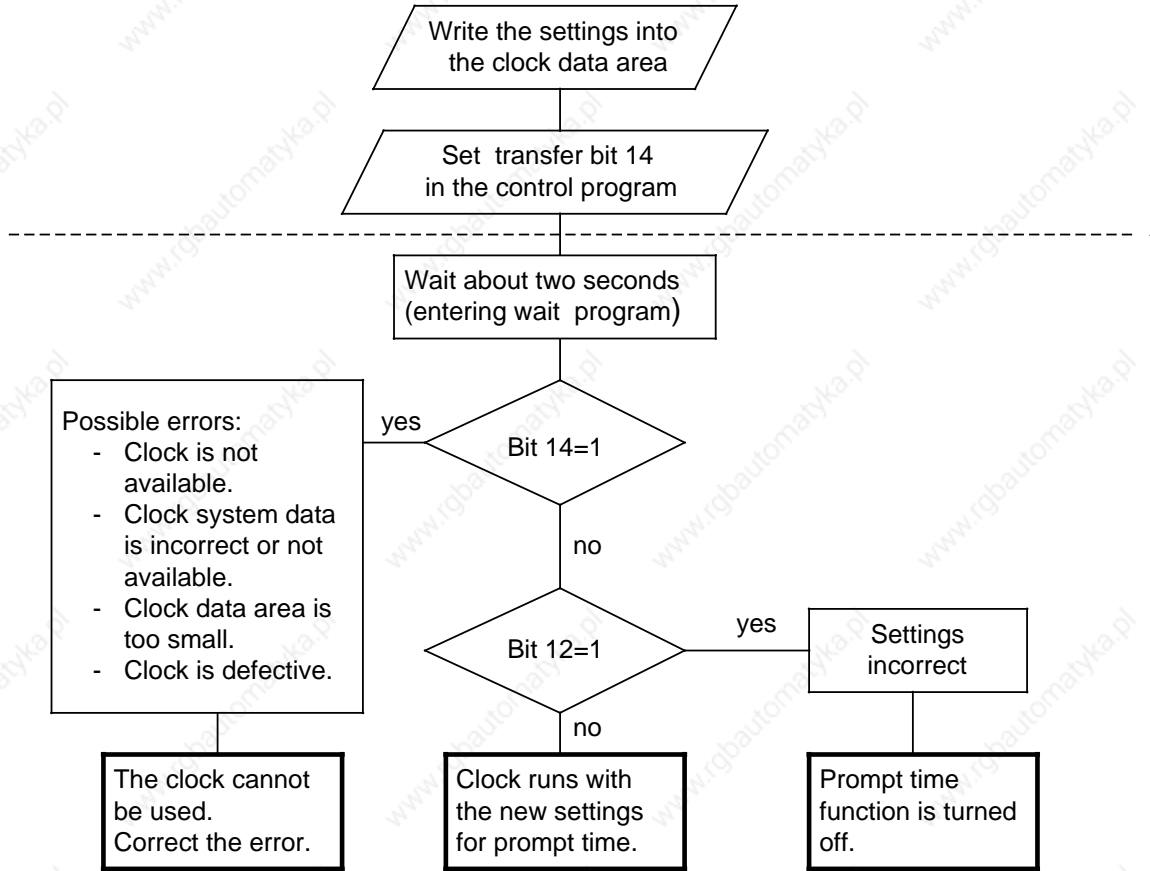 Write the settings into
the clock data area
Set transfer bit 14
in the control program
Wait about two seconds
(entering wait program)
Bit 14=1
yes
Possible errors:
- Clock is not
available.
- Clock system data
is incorrect or not
available.
- Clock data area is
too small.
- Clock is defective.
The clock cannot
be used.
Correct the error.
no
Bit 12=1
yes
Settings
incorrect
Prompt time
function is turned
off.
no
Clock runs with
the new settings
for prompt time.
www.rgbautomatyka.pl